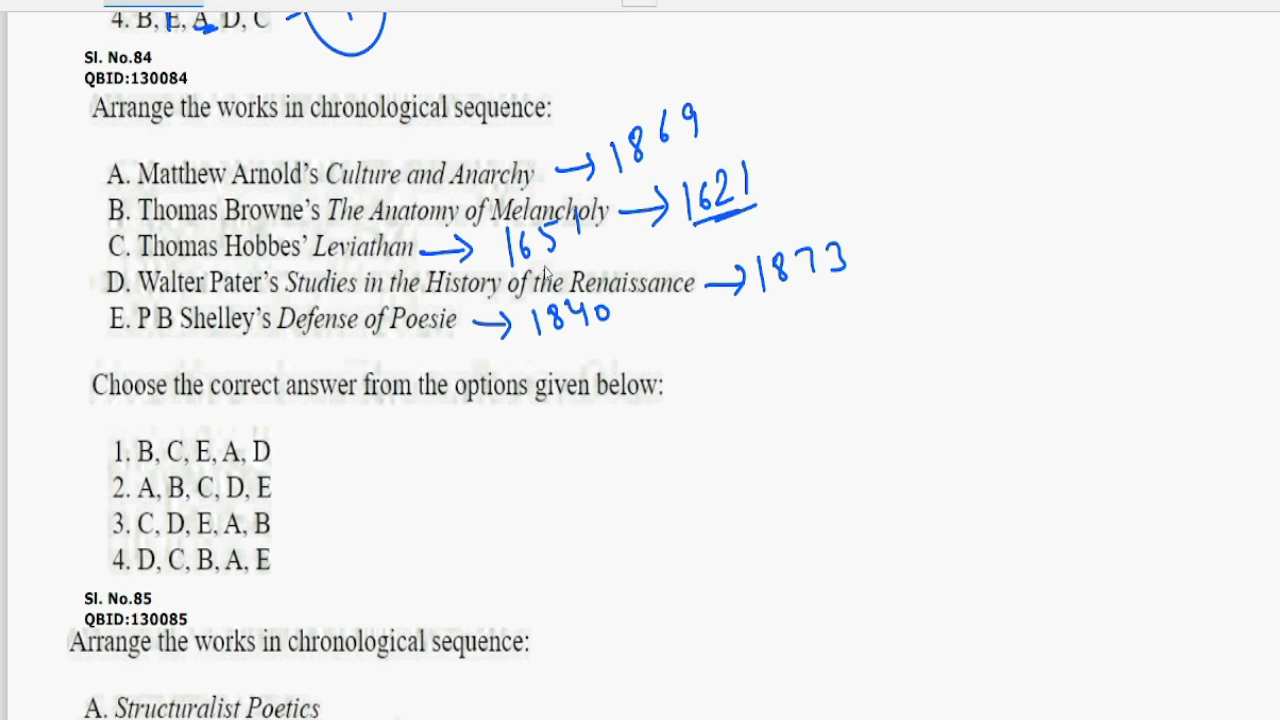 4. B, E, A, D, C
Sl. No.84
QBID:130084
Arrange the works in chronological sequence:
A. Matthew Arnold's Culture and Anarchy → 1869
B. Thomas Browne's The Anatomy of Melancholy → 1621
C. Thomas Hobbes' Leviathan → 1651
D. Walter Pater's Studies in the History of the Renaissance → 1873
E. P B Shelley's Defense of Poesie → 1840
Choose the correct answer from the options given below:
1. B, C, E, A, D
2. A, B, C, D, E
3. C, D, E, A, B
4. D, C, B, A, E
Sl. No.85
QBID:130085
Arrange the works in chronological sequence:
A. Structuralist Poetics